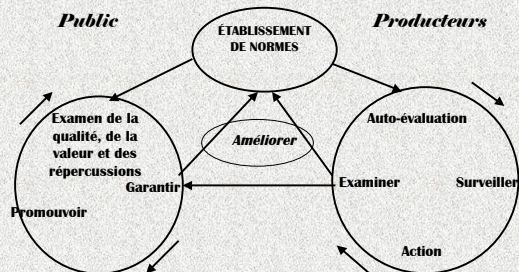 Public
Producteurs
ÉTABLISSEMENT
DE NORMES
Examen de la
qualité, de la
valeur et des
répercussions
Garantir
Promouvoir
Améliorer
Auto-évaluation
Examiner
Surveiller
Action